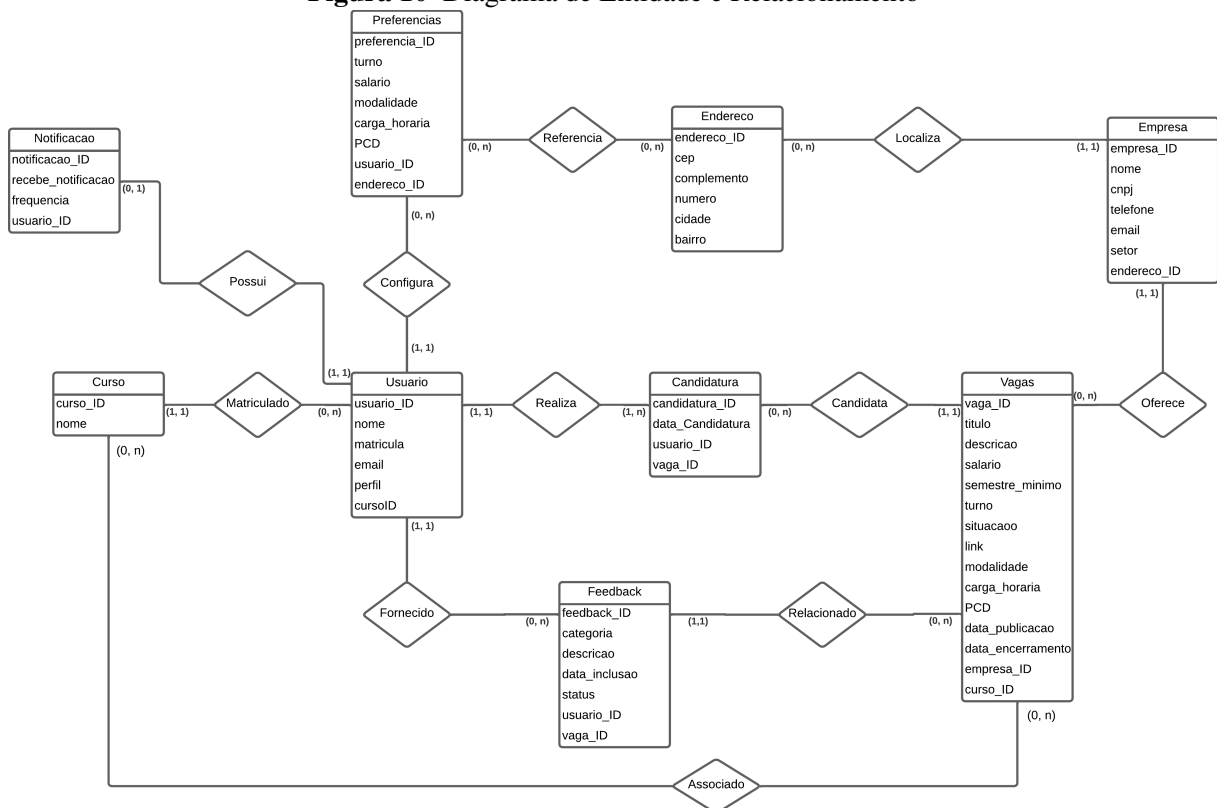 Figura 10 Diagrama de Entidade e Relacionamento
Preferencias
preferencia_ID
turno
salario
modalidade
carga_horaria
PCD
usuario_ID
endereco_ID
(0, n)
Referencia
(0, n)
(0, n)
Endereco
endereco_ID
cep
complemento
numero
cidade
bairro
(0, n)
Localiza
(1, 1)
Empresa
empresa_ID
nome
cnpj
telefone
email
setor
endereco_ID
(1, 1)
Notificacao
notificacao_ID
recebe_notificacao
frequencia
usuario_ID
(0, 1)
Possui
(1, 1)
Configura
(1, 1)
Curso
curso_ID
nome
(1, 1)
(0, n)
Matriculado
(0, n)
Usuario
usuario_ID
nome
matricula
email
perfil
cursoID
(1, 1)
(1, 1)
Realiza
(1, n)
Candidatura
candidatura_ID
data_Candidatura
usuario_ID
vaga_ID
(0, n)
Candidata
(1, 1)
Vagas
vaga_ID
titulo
descricao
salario
semestre_minimo
turno
situacaoo
link
modalidade
carga_horaria
PCD
data_publicacao
data_encerramento
empresa_ID
curso_ID
(0, n)
Oferece
(0, n)
Fornecido
(0, n)
Feedback
feedback_ID
categoria
descricao
data_inclusao
status
usuario_ID
vaga_ID
(1,1)
Relacionado
(0, n)
Associado